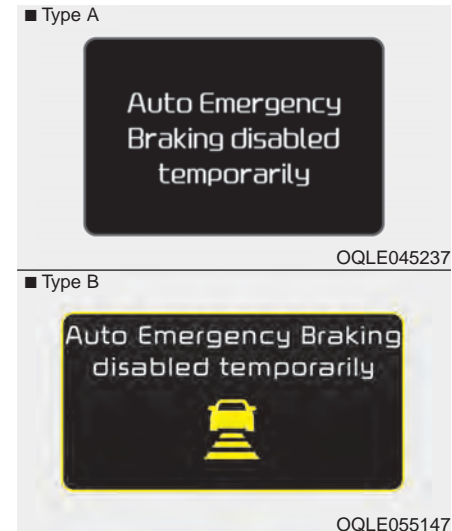 ■ Type A
Auto Emergency
Braking disabled
temporarily
OQLE045237
■ Type B
Auto Emergency Braking
disabled temporarily
OQLE055147